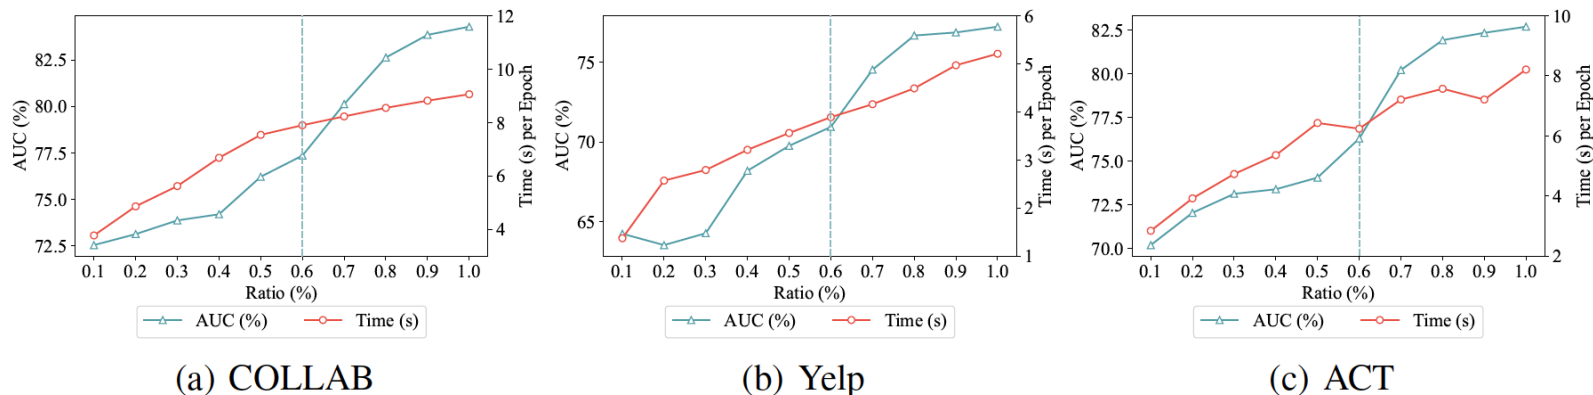 12
82.5
10
80.0
8
77.5
6
75.0
4
72.5
AUC (%)
Time (s) per Epoch
0.1 0.2 0.3 0.4 0.5 0.6 0.7 0.8 0.9 1.0
Ratio (%)
AUC (%) Time (s)
(a) COLLAB
6
75
5
4
70
3
2
65
1
AUC (%)
Time (s) per Epoch
0.1 0.2 0.3 0.4 0.5 0.6 0.7 0.8 0.9 1.0
Ratio (%)
AUC (%) Time (s)
(b) Yelp
10
82.5
80.0
8
77.5
6
75.0
4
72.5
70.0
2
AUC (%)
Time (s) per Epoch
0.1 0.2 0.3 0.4 0.5 0.6 0.7 0.8 0.9 1.0
Ratio (%)
AUC (%) Time (s)
(c) ACT